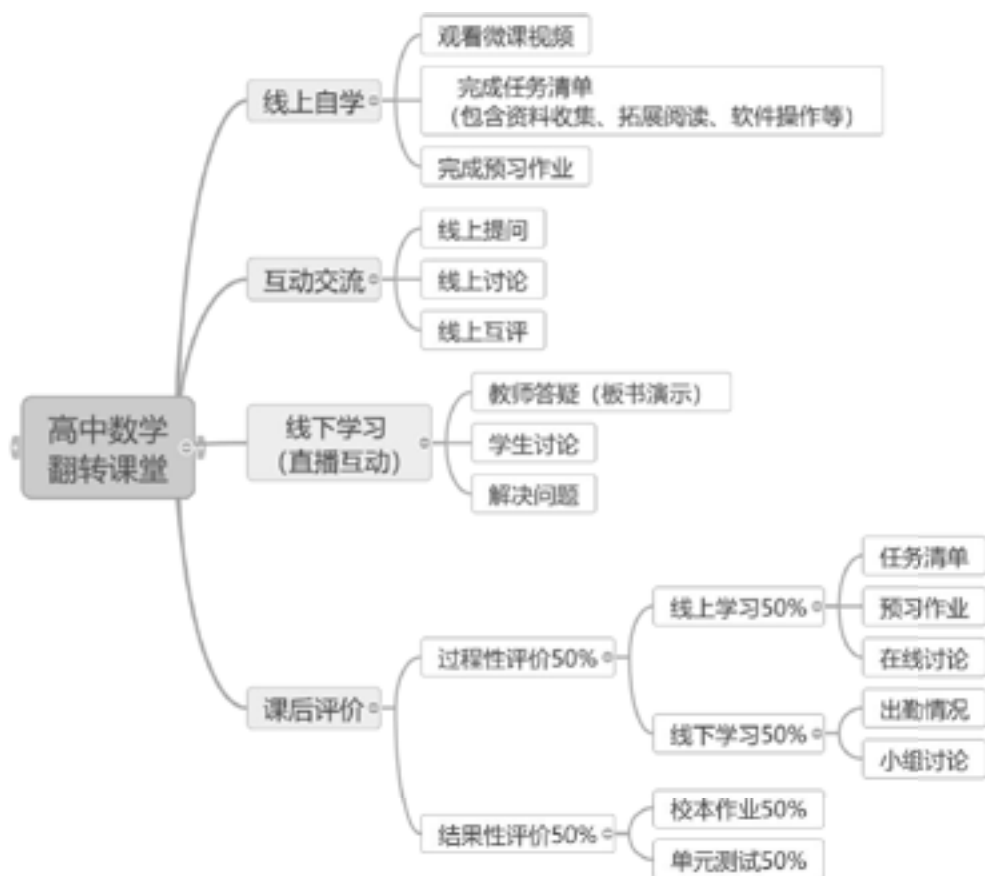 高中数学
翻转课堂
线上自学
观看微课视频
完成任务清单
(包含资料收集、拓展阅读、软件操作等)
完成预习作业
互动交流
线上提问
线上讨论
线上互评
线下学习
(直播互动)
教师答疑(板书演示)
学生讨论
解决问题
课后评价
过程性评价50%
线上学习50%
任务清单
预习作业
在线讨论
线下学习50%
出勤情况
小组讨论
结果性评价50%
校本作业50%
单元测试50%